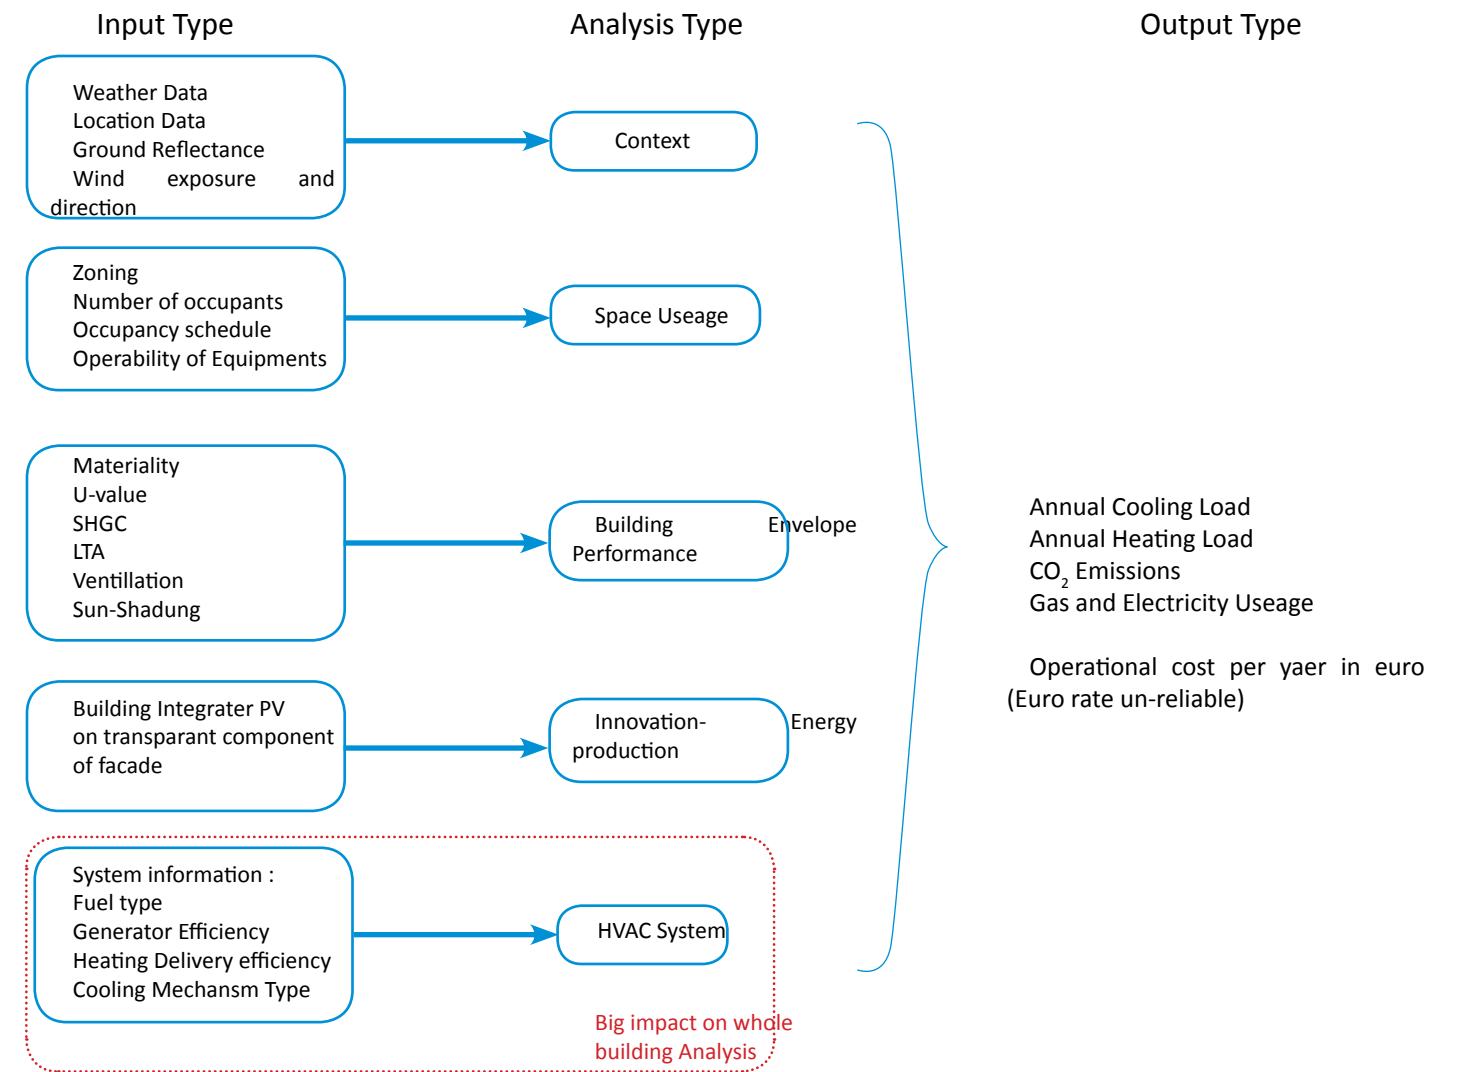 Input Type
Analysis Type
Output Type
Weather Data
Location Data
Ground Reflectance
Wind exposure and
direction
Context
Zoning
Number of occupants
Occupancy schedule
Operability of Equipments
Space Useage
Materiality
U-value
SHGC
LTA
Ventillation
Sun-Shadung
Building Envelope
Performance
Building Integrater PV
on transparant component
of facade
Innovation- Energy
production
System information :
Fuel type
Generator Efficiency
Heating Delivery efficiency
Cooling Mechansm Type
HVAC System
Big impact on whole
building Analysis
Annual Cooling Load
Annual Heating Load
CO2 Emissions
Gas and Electricity Useage
Operational cost per yaer in euro
(Euro rate un-reliable)